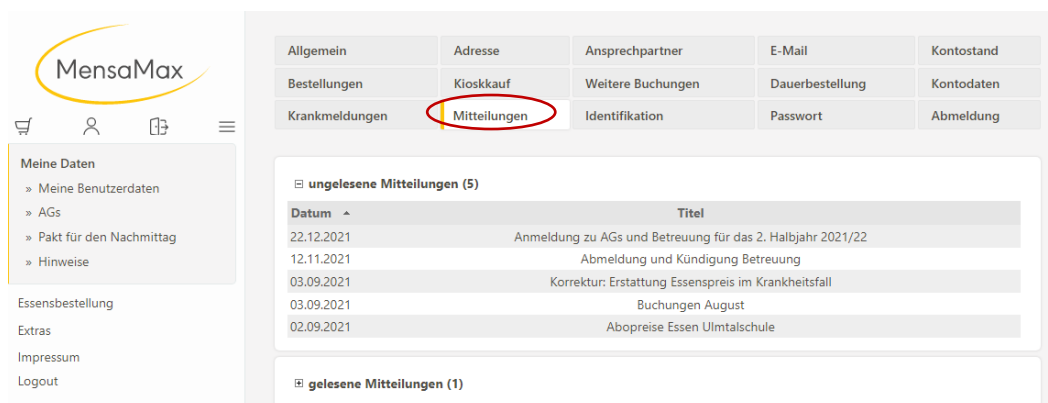 MensaMax
Meine Daten
» Meine Benutzerdaten
» AGs
» Pakt für den Nachmittag
» Hinweise
Essensbestellung
Extras
Impressum
Logout
Allgemein Adresse Ansprechpartner E-Mail Kontostand
Bestellungen Kioskkauf Weitere Buchungen Dauerbestellung Kontodaten
Krankmeldungen Mitteilungen Identifikation Passwort Abmeldung
ungelesene Mitteilungen (5)
Datum Titel
22.12.2021 Anmeldung zu AGs und Betreuung für das 2. Halbjahr 2021/22
12.11.2021 Abmeldung und Kündigung Betreuung
03.09.2021 Korrektur: Erstattung Essenspreis im Krankheitsfall
03.09.2021 Buchungen August
02.09.2021 Abopreise Essen Ulmtalschule
gelesene Mitteilungen (1)